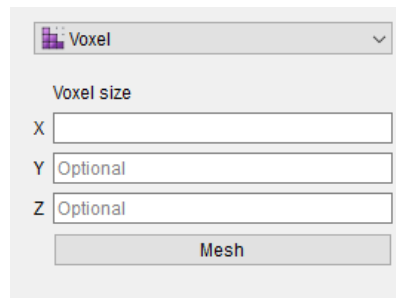 Voxel
Voxel size
X
Y Optional
Z Optional
Mesh